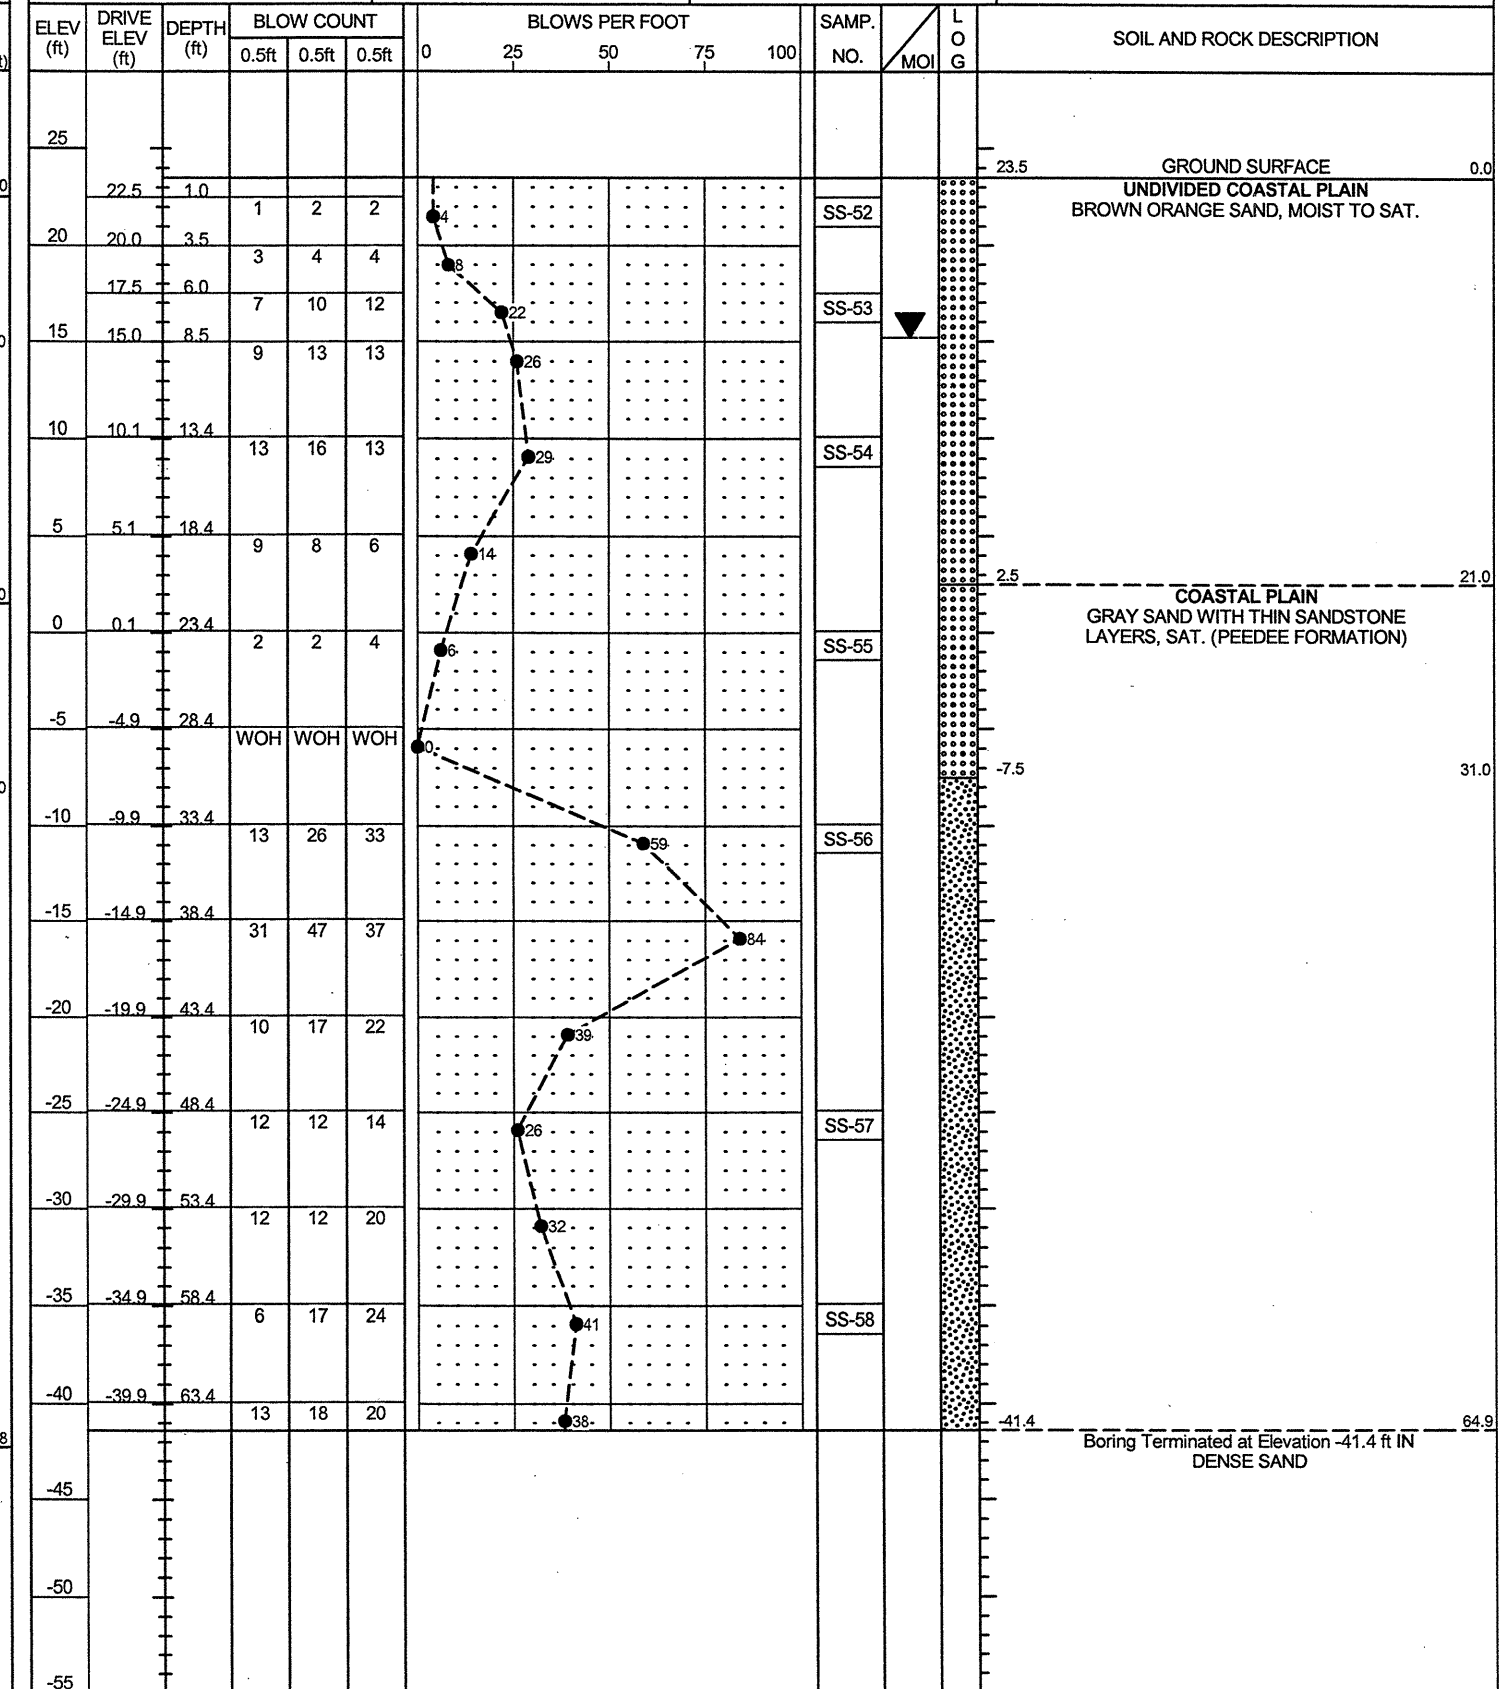 ELEV (ft) DRIVE ELEV (ft) DEPTH (ft) BLOW COUNT BLOWS PER FOOT SAMP. NO. MOI L O G SOIL AND ROCK DESCRIPTION
0.5ft 0.5ft 0.5ft 0 25 50 75 100
25
23.5 GROUND SURFACE 0.0
22.5 1.0 UNDIVIDED COASTAL PLAIN
1 2 2 4 SS-52 BROWN ORANGE SAND, MOIST TO SAT.
20 20.0 3.5
3 4 4 8
17.5 6.0
7 10 12 22 SS-53
15 15.0 8.5
9 13 13 26
10 10.1 13.4
13 16 13 29 SS-54
5 5.1 18.4
9 8 6 14
2.5 21.0
COASTAL PLAIN
GRAY SAND WITH THIN SANDSTONE
0 0.1 23.4
LAYERS, SAT. (PEEDEE FORMATION)
2 2 4 6 SS-55
-5 -4.9 28.4
WOH WOH WOH 0
-7.5 31.0
-10 -9.9 33.4
13 26 33 59 SS-56
-15 -14.9 38.4
31 47 37 84
-20 -19.9 43.4
10 17 22 39
-25 -24.9 48.4
12 12 14 26 SS-57
-30 -29.9 53.4
12 12 20 32
-35 -34.9 58.4
6 17 24 41 SS-58
-40 -39.9 63.4
13 18 20 38
-41.4 64.9
Boring Terminated at Elevation -41.4 ft IN
DENSE SAND
-45
-50
-55